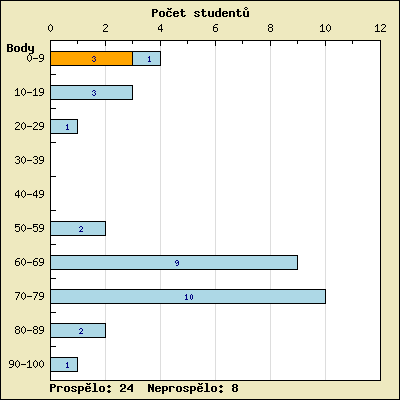 Počet studentů
0 2 4 6 8 10 12
Body
0-9 3 1
10-19 3
20-29 1
30-39
40-49
50-59 2
60-69 9
70-79 10
80-89 2
90-100 1
Prospělo: 24 Neprospělo: 8